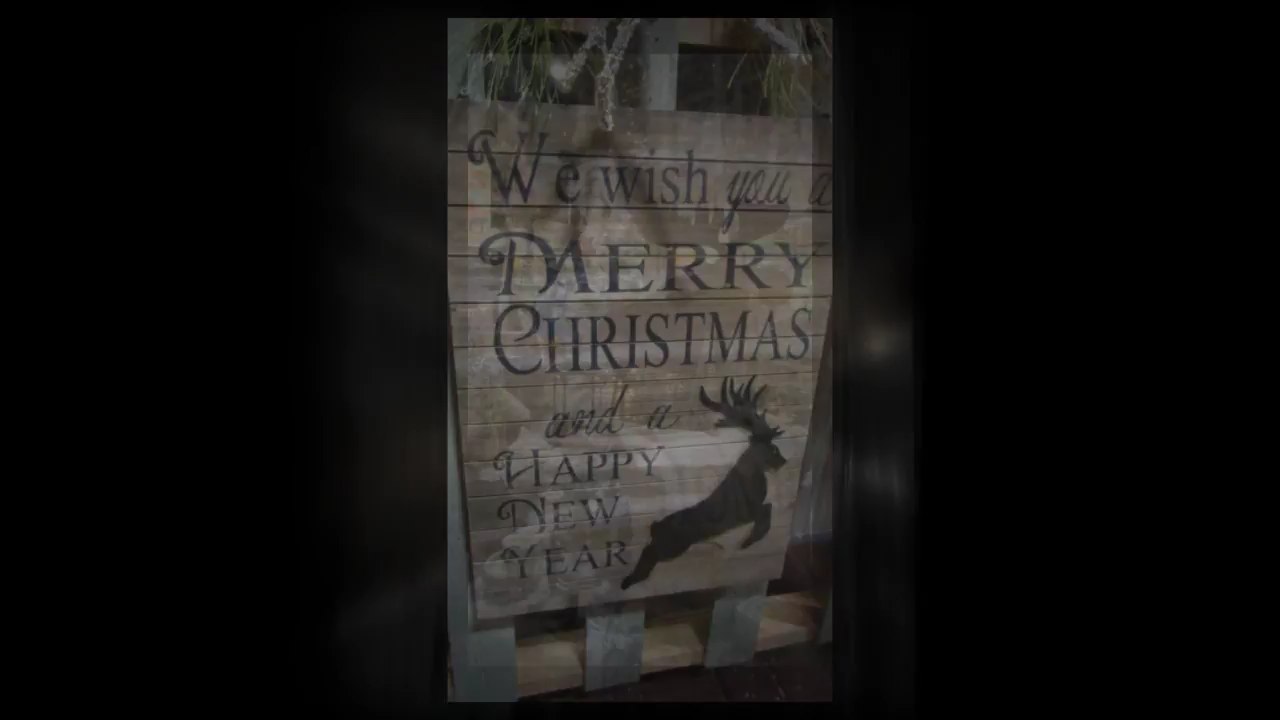 We wish you a
MERRY
CHRISTMAS
and a
HAPPY
NEW
YEAR